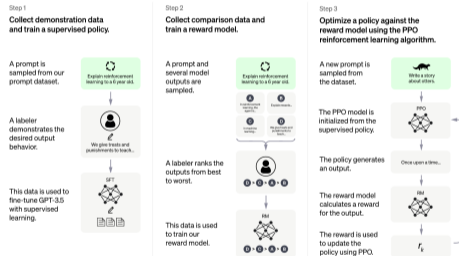 Step 1
Collect demonstration data
and train a supervised policy.
A prompt is
sampled from our
prompt dataset.
Explain reinforcement
learning to a 6 year old.
A labeler
demonstrates the
desired output
behavior.
We give treats and
punishments to teach...
SFT
This data is used to
fine-tune GPT-3.5
with supervised
learning.
Step 2
Collect comparison data and
train a reward model.
A prompt and
several model
outputs are
sampled.
Explain reinforcement
learning to a 6 year old.
A
B
C
D
A labeler ranks the
outputs from best
to worst.
D > C > A > B
RM
This data is used
to train our
reward model.
D > C > A > B
Step 3
Optimize a policy against the
reward model using the PPO
reinforcement learning algorithm.
A new prompt is
sampled from
the dataset.
Write a story
about otters.
PPO
The PPO model is
initialized from the
supervised policy.
The policy generates
an output.
Once upon a time...
RM
The reward model
calculates a reward
for the output.
The reward is used
to update the
policy using PPO.